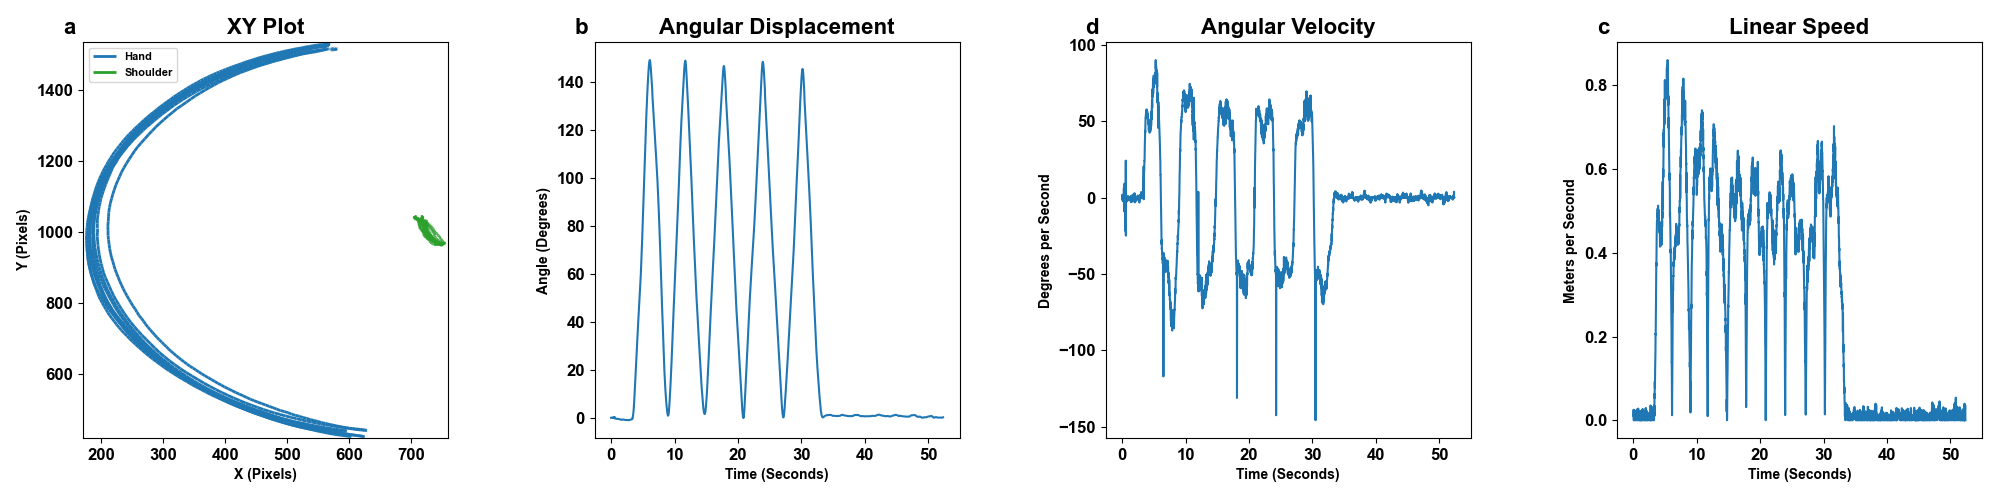 a
XY Plot
Hand
Shoulder
1400
1200
1000
800
600
Y (Pixels)
200 300 400 500 600 700
X (Pixels)
b
Angular Displacement
140
120
100
80
60
40
20
0
Angle (Degrees)
0 10 20 30 40 50
Time (Seconds)
d
Angular Velocity
100
50
0
−50
−100
−150
Degrees per Second
0 10 20 30 40 50
Time (Seconds)
c
Linear Speed
0.8
0.6
0.4
0.2
0.0
Meters per Second
0 10 20 30 40 50
Time (Seconds)